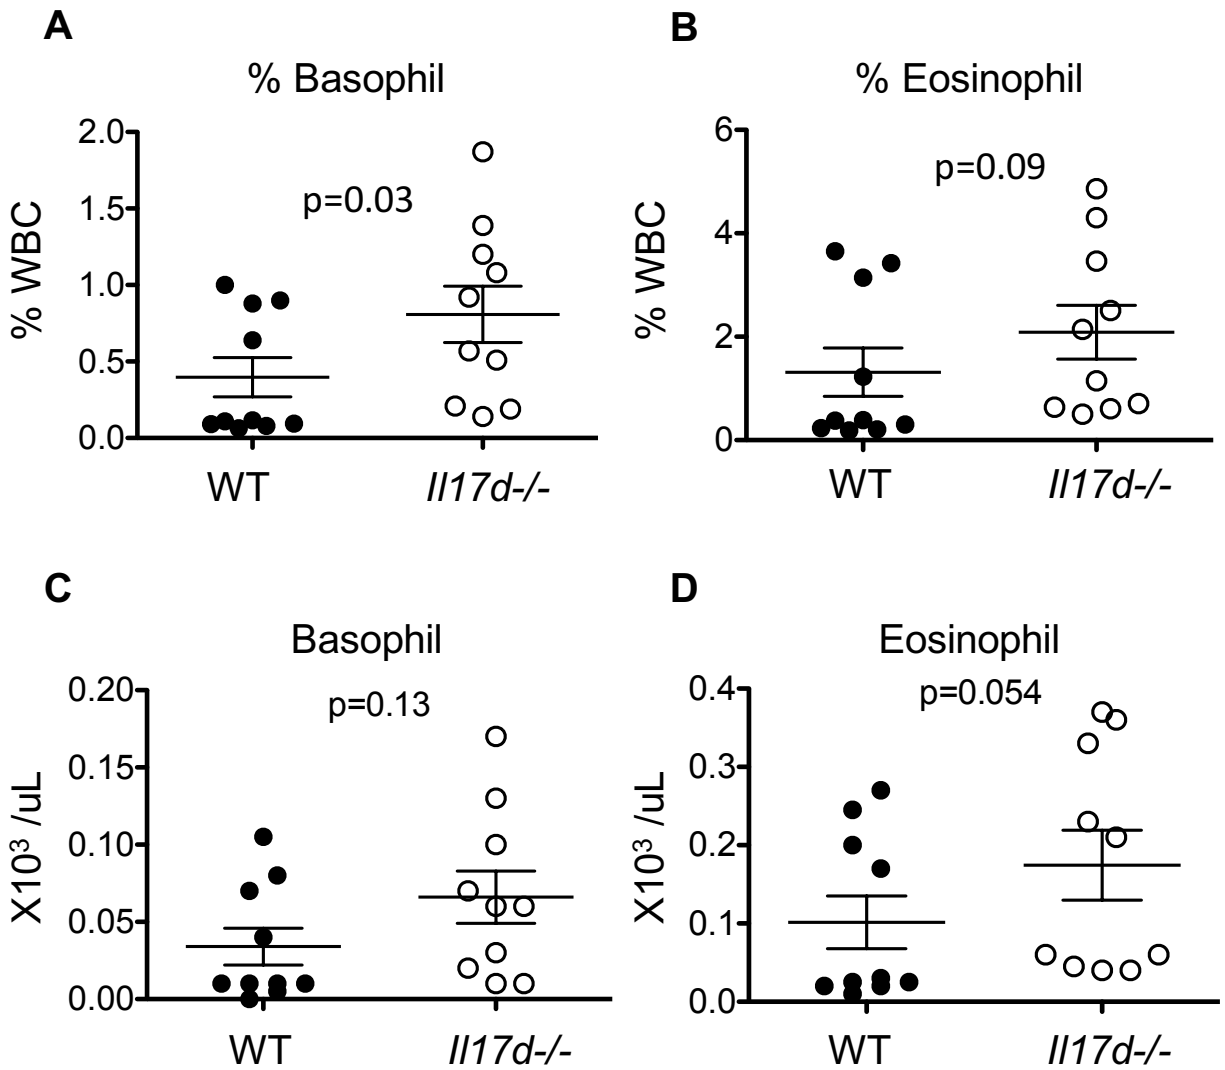 A
% Basophil
% WBC
2.0
1.5
1.0
0.5
0.0
p=0.03
WT
Il17d-/-
B
% Eosinophil
% WBC
6
4
2
0
p=0.09
WT
Il17d-/-
C
Basophil
X10³ /uL
0.20
0.15
0.10
0.05
0.00
p=0.13
WT
Il17d-/-
D
Eosinophil
X10³ /uL
0.4
0.3
0.2
0.1
0.0
p=0.054
WT
Il17d-/-